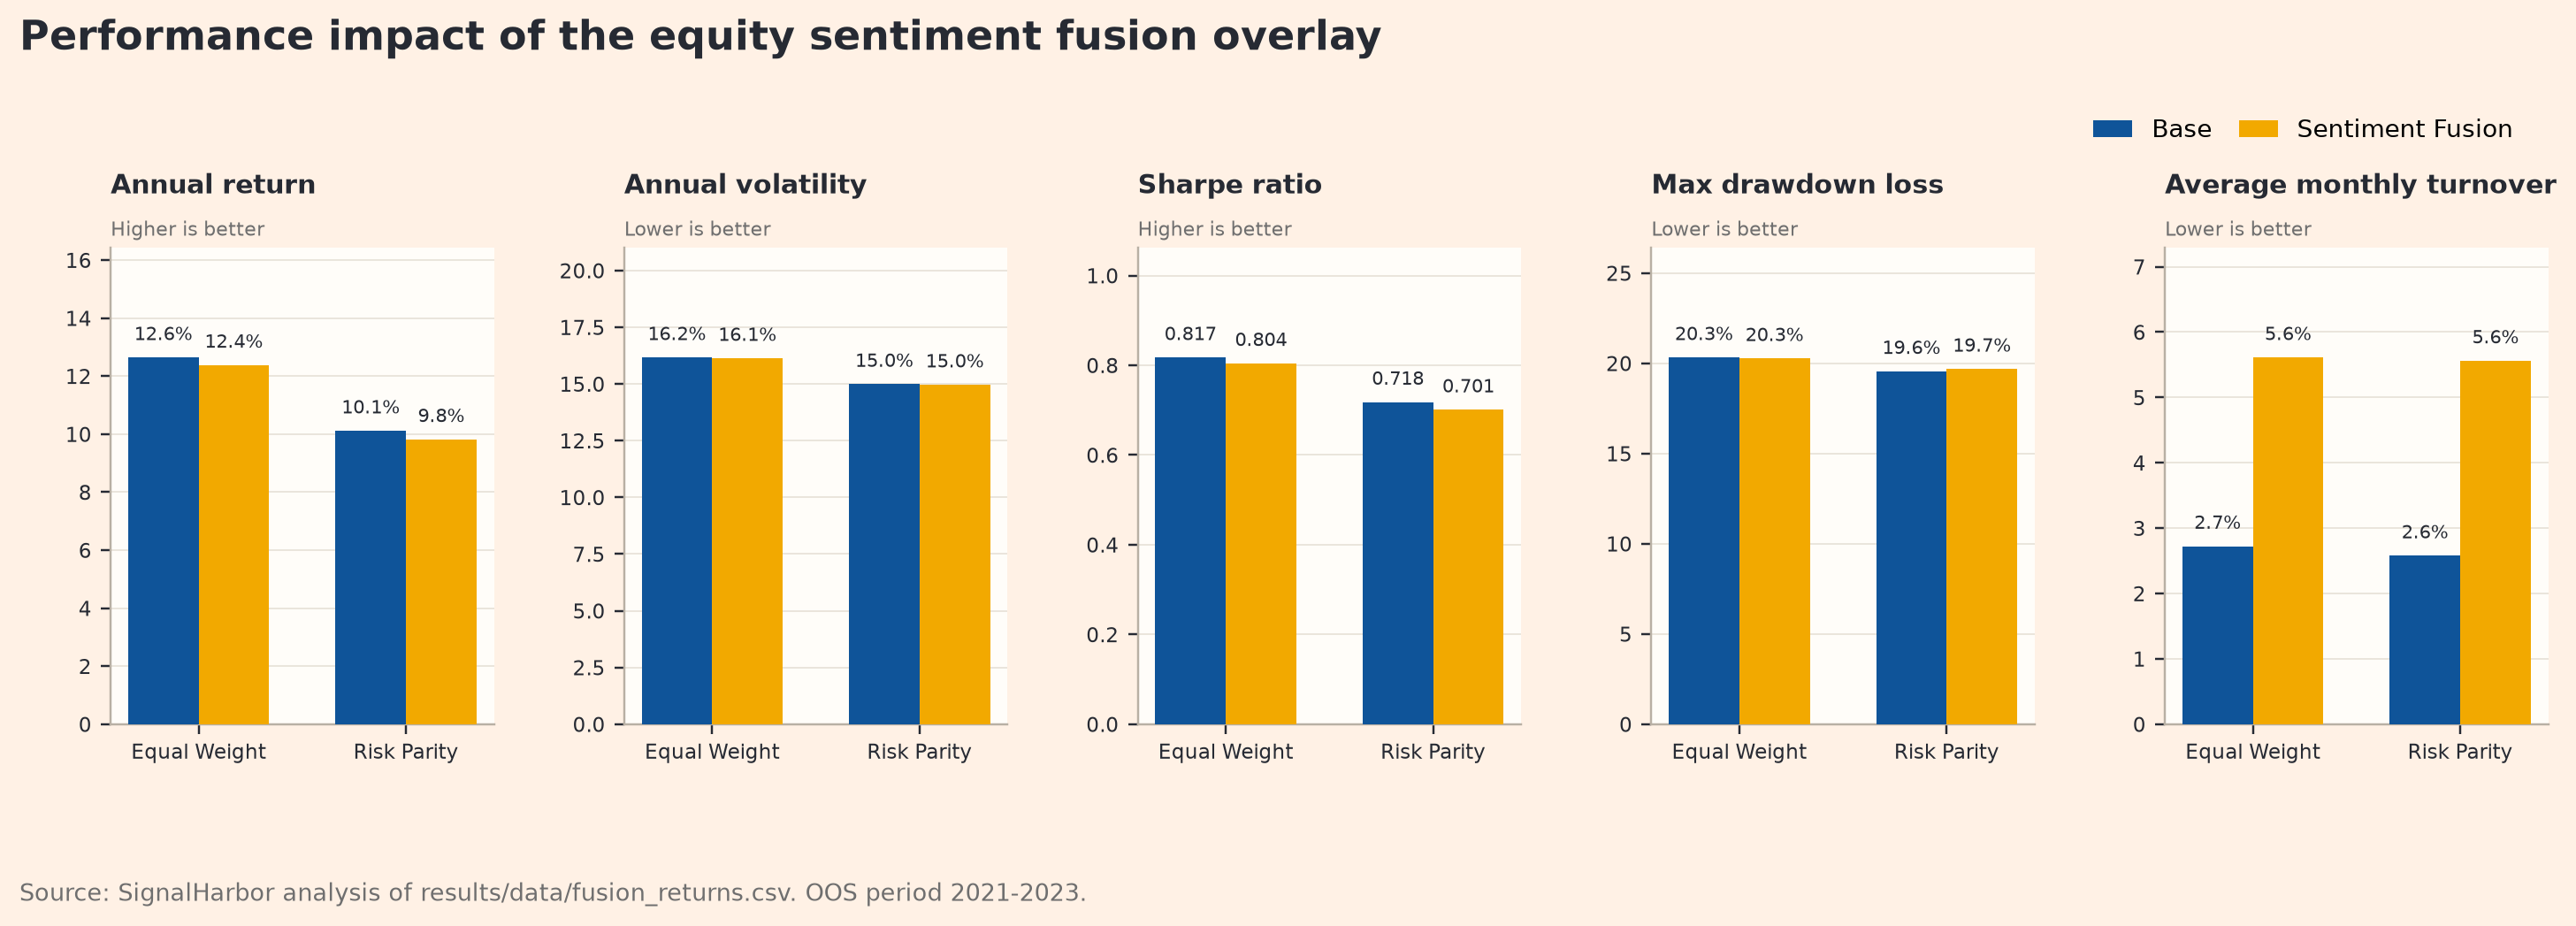 Performance impact of the equity sentiment fusion overlay
Base
Sentiment Fusion
Annual return
Higher is better
16
14
12
10
8
6
4
2
0
12.6%
12.4%
10.1%
9.8%
Equal Weight
Risk Parity
Annual volatility
Lower is better
20.0
17.5
15.0
12.5
10.0
7.5
5.0
2.5
0.0
16.2%
16.1%
15.0%
15.0%
Equal Weight
Risk Parity
Sharpe ratio
Higher is better
1.0
0.8
0.6
0.4
0.2
0.0
0.817
0.804
0.718
0.701
Equal Weight
Risk Parity
Max drawdown loss
Lower is better
25
20
15
10
5
0
20.3%
20.3%
19.6%
19.7%
Equal Weight
Risk Parity
Average monthly turnover
Lower is better
7
6
5
4
3
2
1
0
2.7%
5.6%
2.6%
5.6%
Equal Weight
Risk Parity
Source: SignalHarbor analysis of results/data/fusion_returns.csv. OOS period 2021-2023.